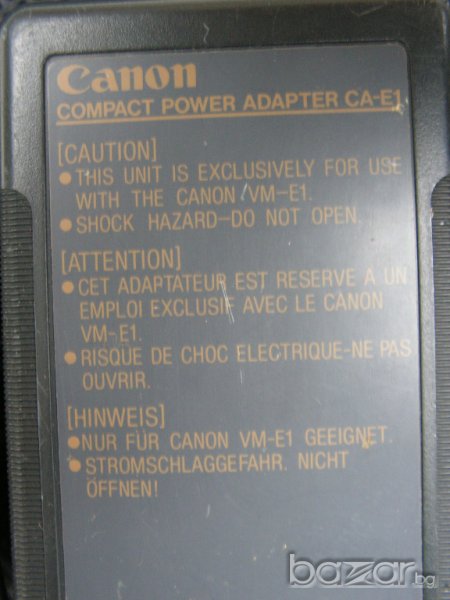 Canon
COMPACT POWER ADAPTER CA-E1
[CAUTION]
●THIS UNIT IS EXCLUSIVELY FOR USE
WITH THE CANON VM-E1.
●SHOCK HAZARD-DO NOT OPEN.
[ATTENTION]
●CET ADAPTATEUR EST RESERVE A UN
EMPLOI EXCLUSIF AVEC LE CANON
VM-E1.
●RISQUE DE CHOC ELECTRIQUE-NE PAS
OUVRIR.
[HINWEIS]
●NUR FÜR CANON VM-E1 GEEIGNET.
●STROMSCHLAGGEFAHR. NICHT
ÖFFNEN!
bazar.bg